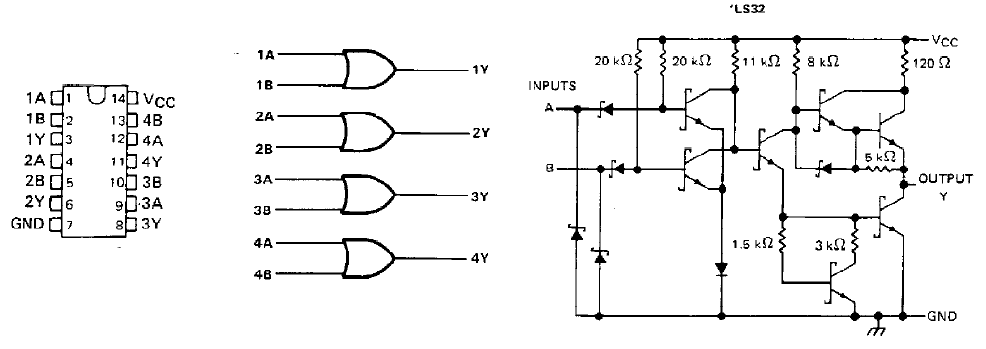 'LS32
1A 1 14 VCC
1B 2 13 4B
1Y 3 12 4A
2A 4 11 4Y
2B 5 10 3B
2Y 6 9 3A
GND 7 8 3Y
1A
1B
1Y
2A
2B
2Y
3A
3B
3Y
4A
4B
4Y
VCC
20 kΩ 20 kΩ 11 kΩ 8 kΩ 120 Ω
INPUTS
A
B
5 kΩ
OUTPUT
Y
1.5 kΩ 3 kΩ
GND